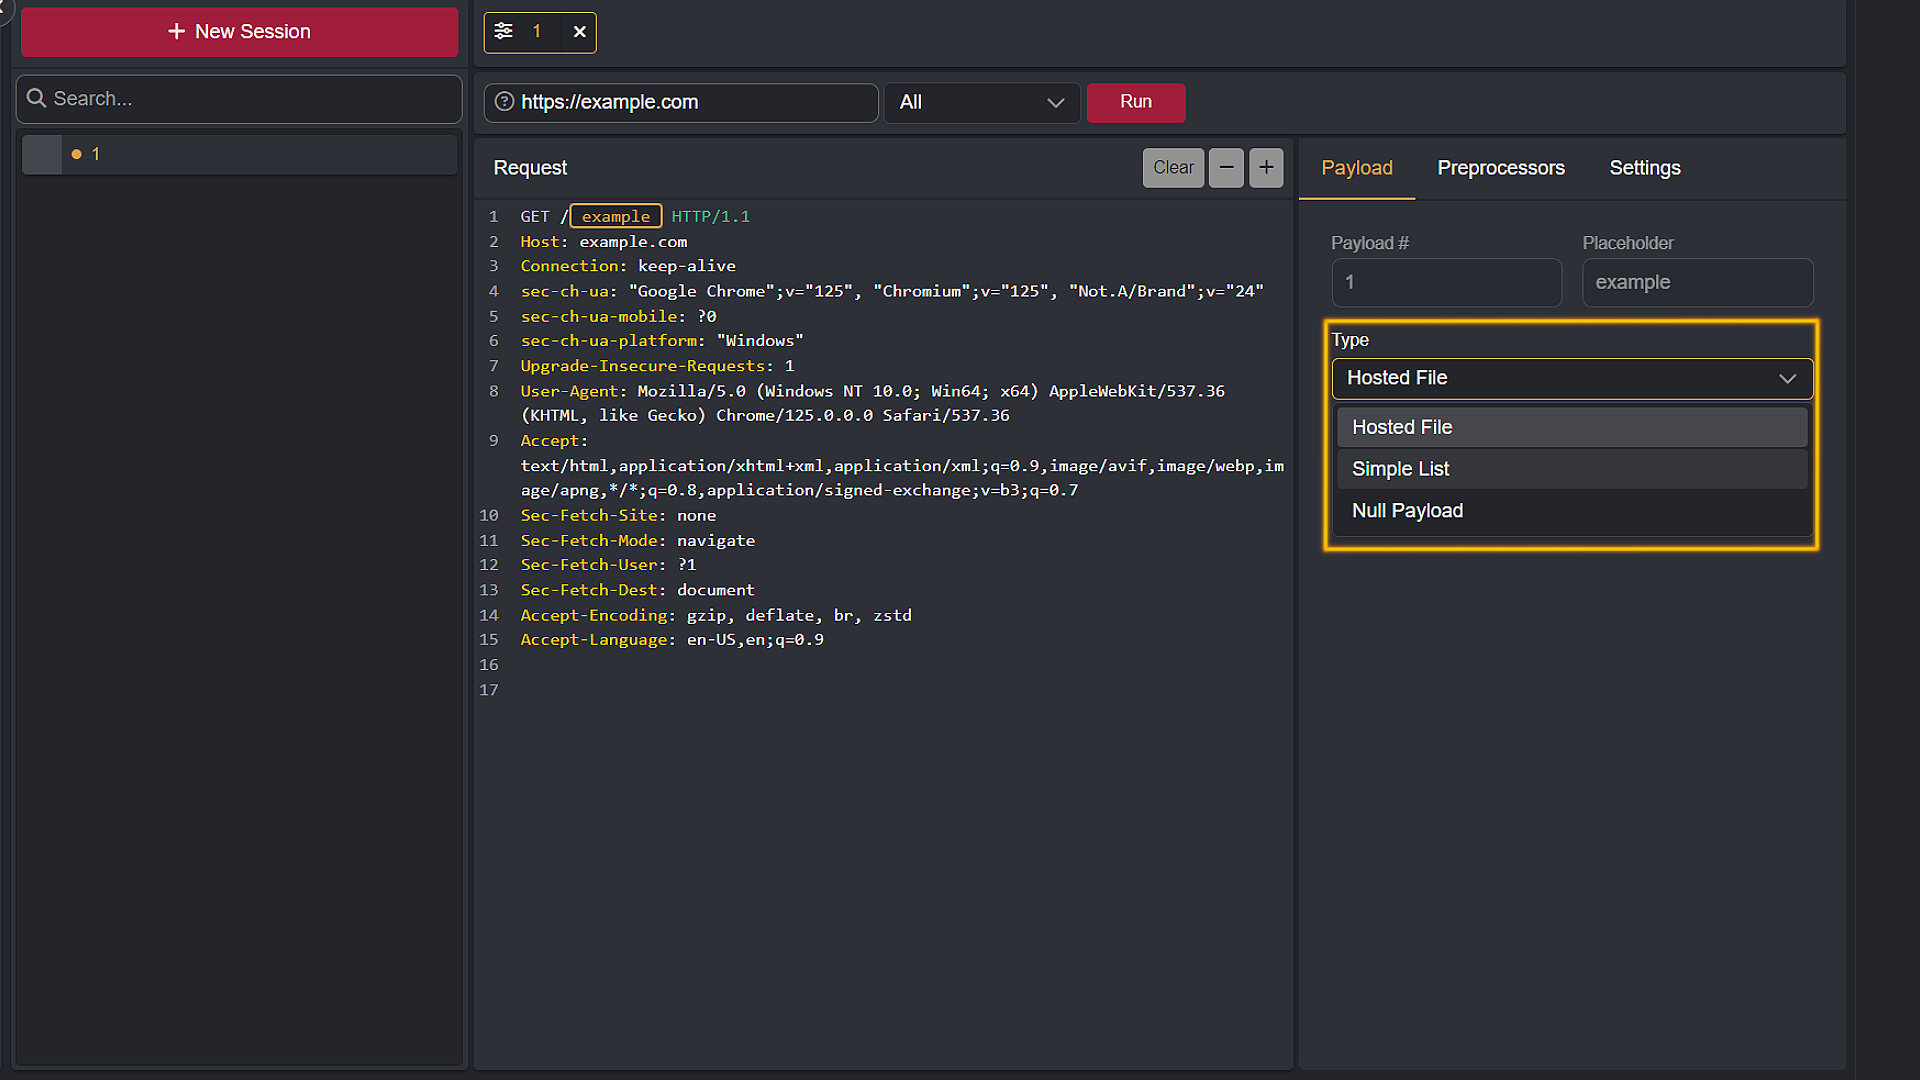 New Session
Search...
1
1
https://example.com
All
Run
Request
Clear
1 GET /example HTTP/1.1
2 Host: example.com
3 Connection: keep-alive
4 sec-ch-ua: "Google Chrome";v="125", "Chromium";v="125", "Not.A/Brand";v="24"
5 sec-ch-ua-mobile: ?0
6 sec-ch-ua-platform: "Windows"
7 Upgrade-Insecure-Requests: 1
8 User-Agent: Mozilla/5.0 (Windows NT 10.0; Win64; x64) AppleWebKit/537.36
(KHTML, like Gecko) Chrome/125.0.0.0 Safari/537.36
9 Accept:
text/html,application/xhtml+xml,application/xml;q=0.9,image/avif,image/webp,im
age/apng,*/*;q=0.8,application/signed-exchange;v=b3;q=0.7
10 Sec-Fetch-Site: none
11 Sec-Fetch-Mode: navigate
12 Sec-Fetch-User: ?1
13 Sec-Fetch-Dest: document
14 Accept-Encoding: gzip, deflate, br, zstd
15 Accept-Language: en-US,en;q=0.9
16
17
Payload Preprocessors Settings
Payload # Placeholder
1 example
Type
Hosted File
Hosted File
Simple List
Null Payload